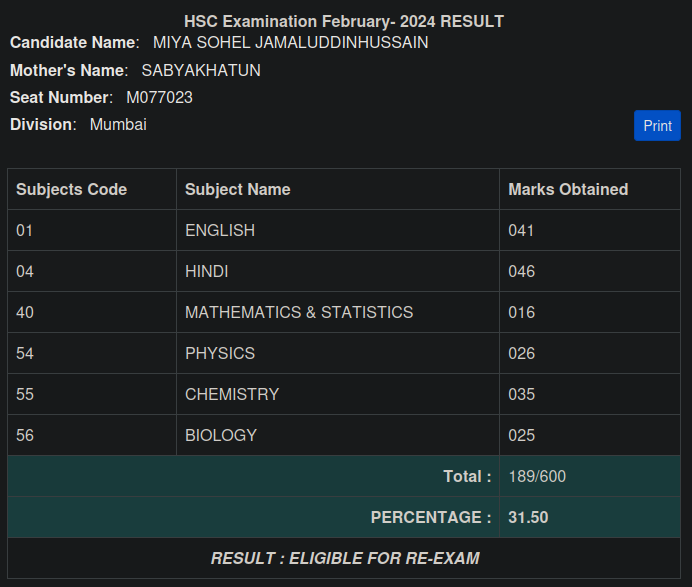 HSC Examination February- 2024 RESULT
Candidate Name: MIYA SOHEL JAMALUDDINHUSSAIN
Mother's Name: SABYAKHATUN
Seat Number: M077023
Division: Mumbai
Print
Subjects Code Subject Name Marks Obtained
01 ENGLISH 041
04 HINDI 046
40 MATHEMATICS & STATISTICS 016
54 PHYSICS 026
55 CHEMISTRY 035
56 BIOLOGY 025
Total : 189/600
PERCENTAGE : 31.50
RESULT : ELIGIBLE FOR RE-EXAM